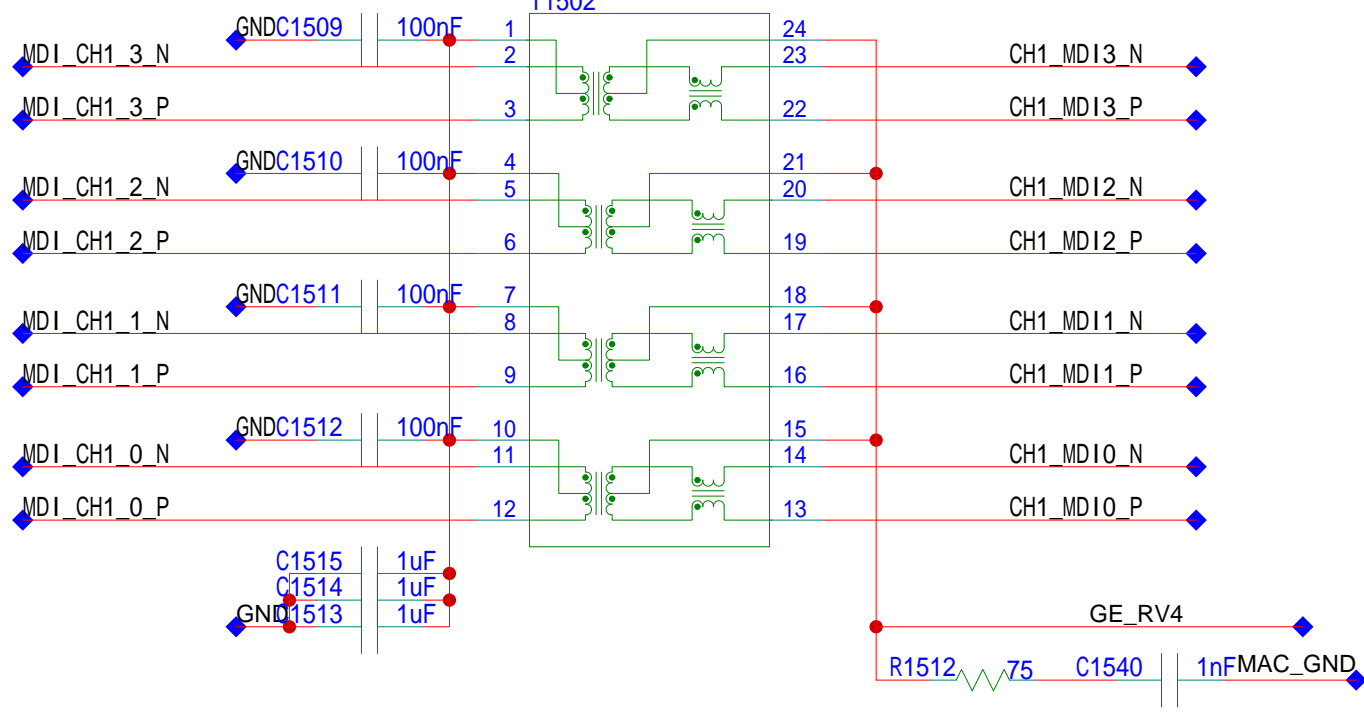 T1502
GND C1509 100nF 1 24
MDI_CH1_3_N 2 23 CH1_MDI3_N
MDI_CH1_3_P 3 22 CH1_MDI3_P
GND C1510 100nF 4 21
MDI_CH1_2_N 5 20 CH1_MDI2_N
MDI_CH1_2_P 6 19 CH1_MDI2_P
GND C1511 100nF 7 18
MDI_CH1_1_N 8 17 CH1_MDI1_N
MDI_CH1_1_P 9 16 CH1_MDI1_P
GND C1512 100nF 10 15
MDI_CH1_0_N 11 14 CH1_MDI0_N
MDI_CH1_0_P 12 13 CH1_MDI0_P
C1515 1uF
C1514 1uF
GND C1513 1uF GE_RV4
R1512 75 C1540 1nF MAC_GND